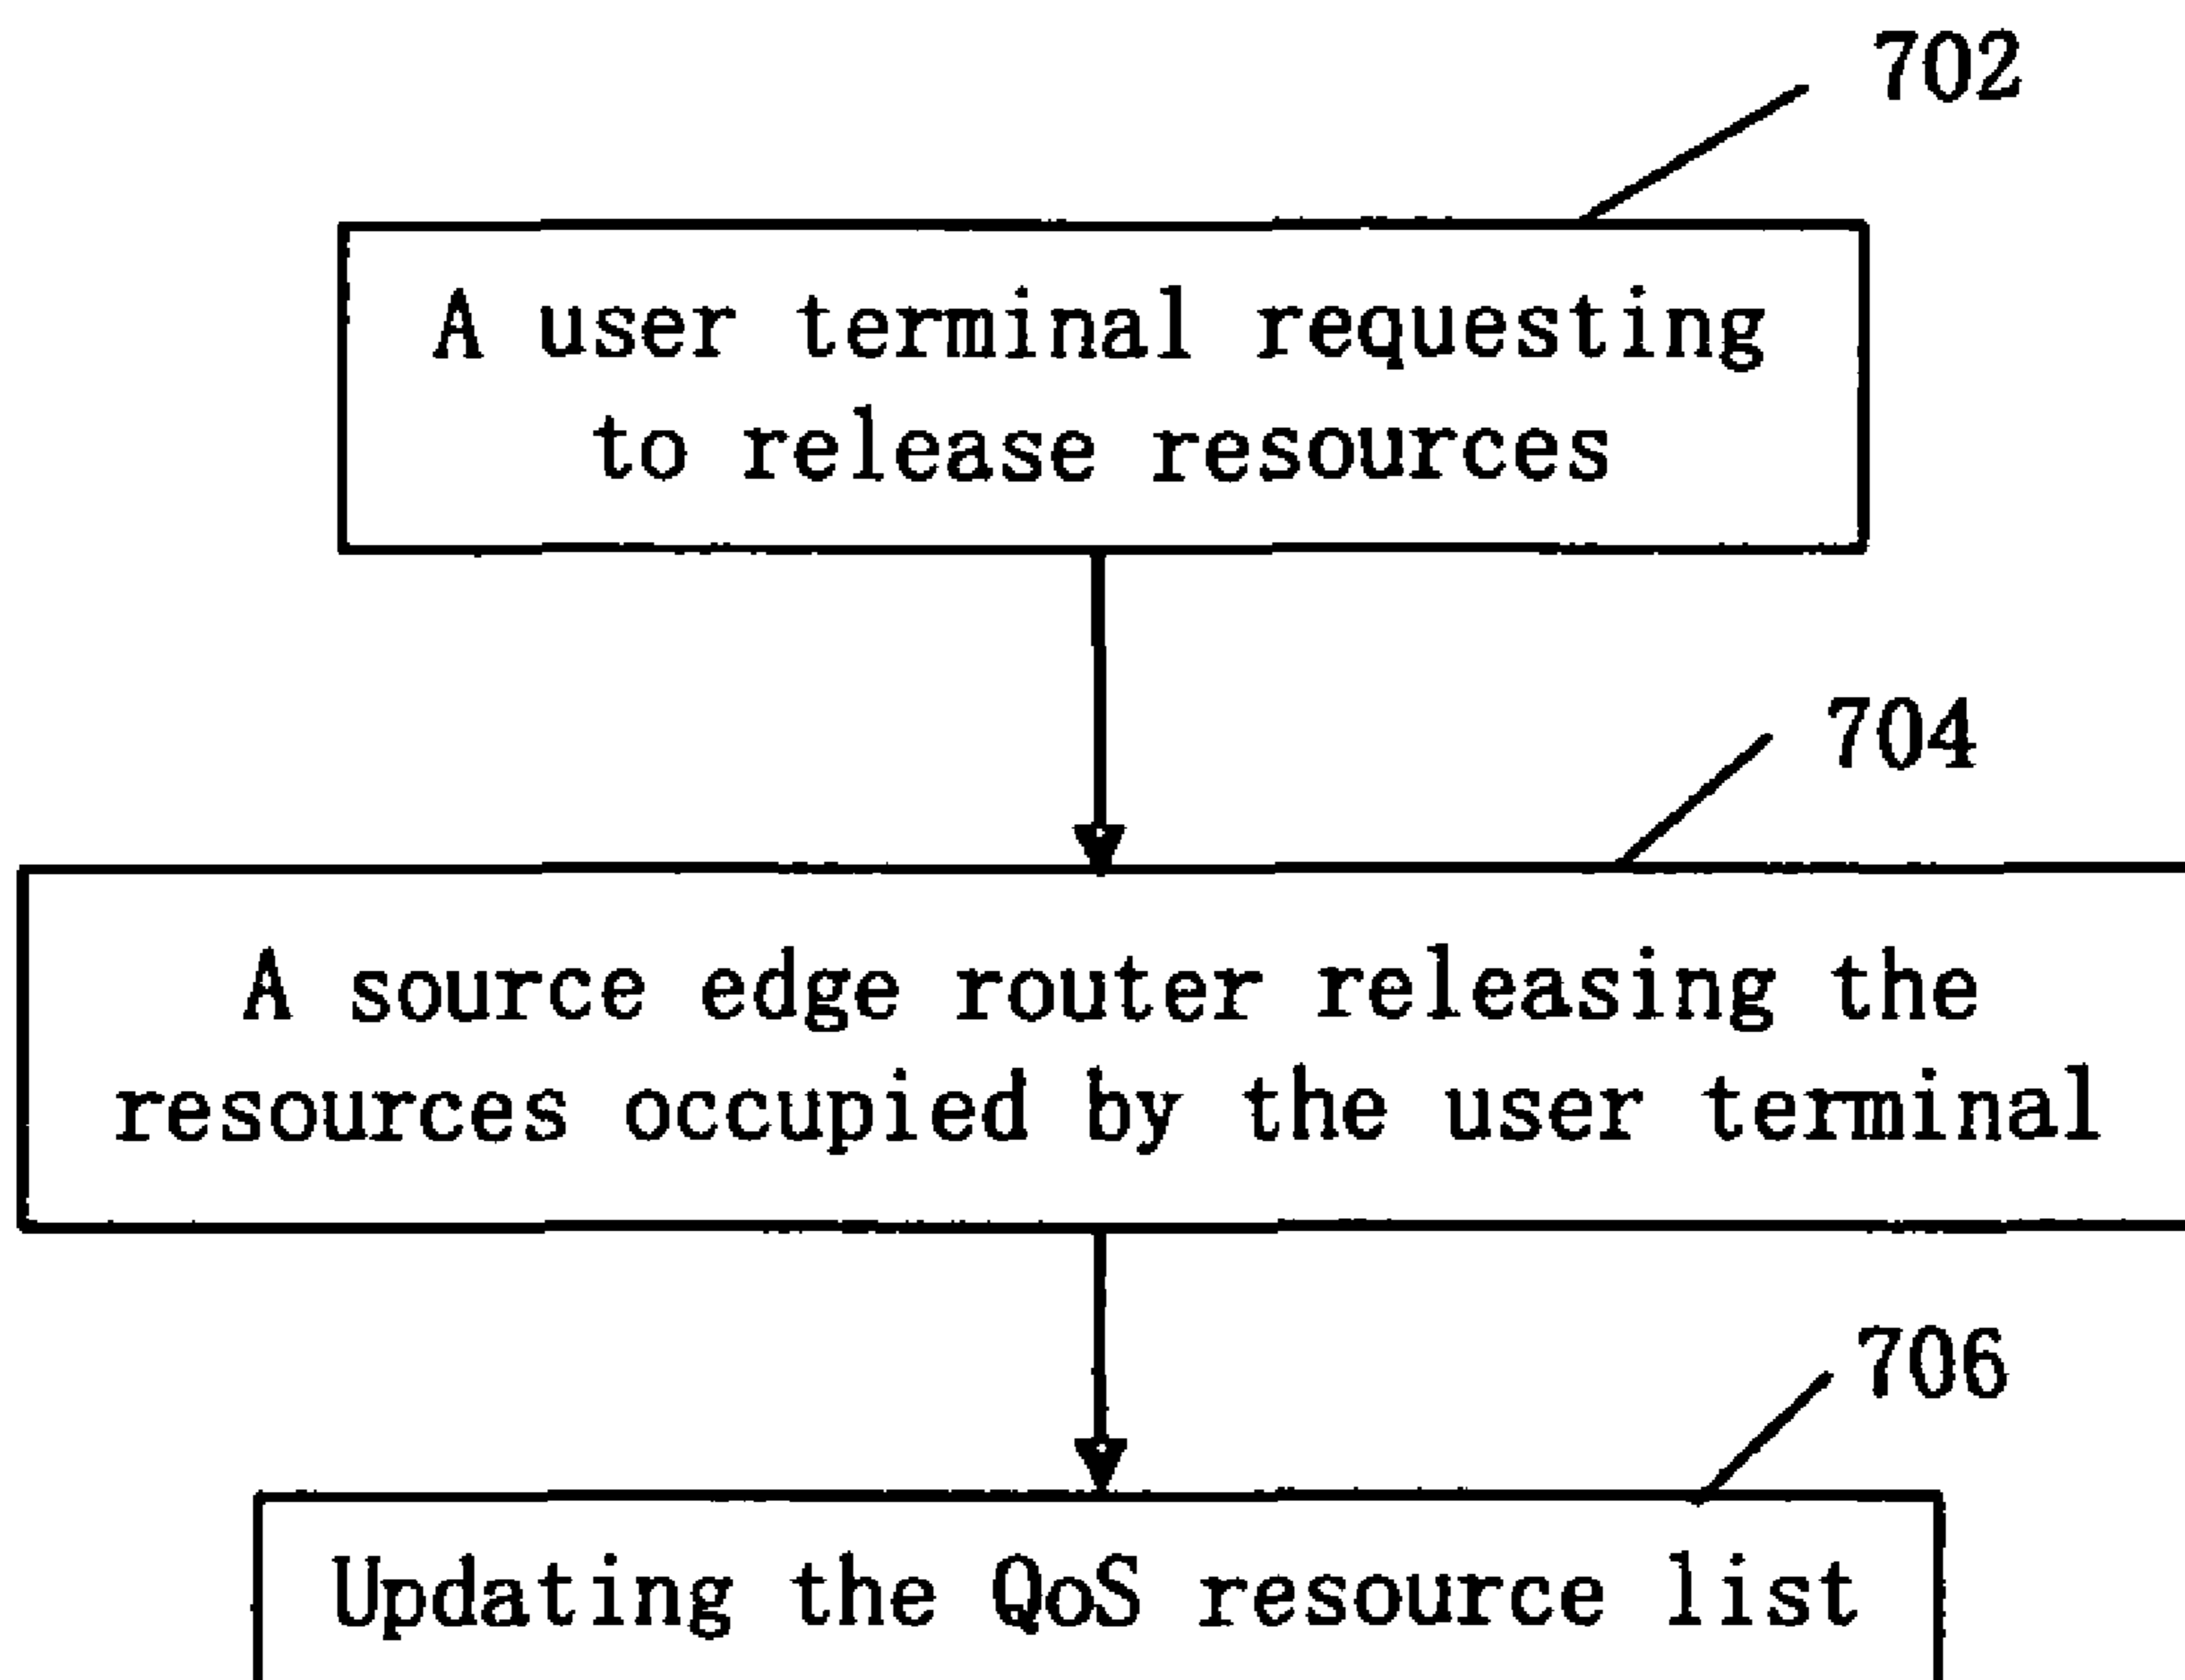 702
A user terminal requesting
to release resources
704
A source edge router releasing the
resources occupied by the user terminal
706
Updating the QoS resource list